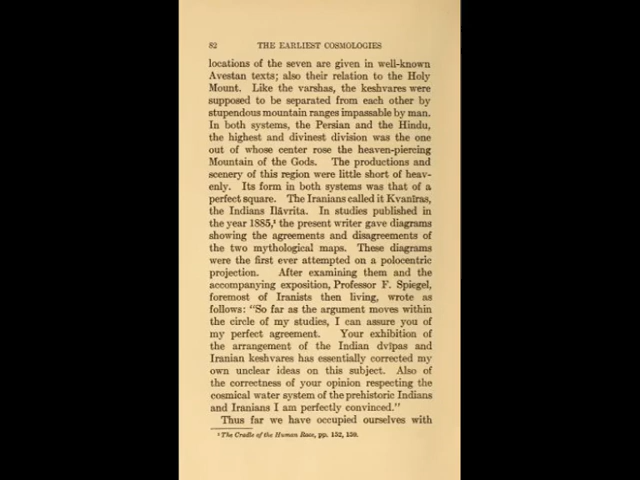 82 THE EARLIEST COSMOLOGIES
locations of the seven are given in well-known
Avestan texts; also their relation to the Holy
Mount. Like the varshas, the keshvares were
supposed to be separated from each other by
stupendous mountain ranges impassable by man.
In both systems, the Persian and the Hindu,
the highest and divinest division was the one
out of whose center rose the heaven-piercing
Mountain of the Gods. The productions and
scenery of this region were little short of heav-
enly. Its form in both systems was that of a
perfect square. The Iranians called it Kvanīras,
the Indians Ilāvrita. In studies published in
the year 1885,¹ the present writer gave diagrams
showing the agreements and disagreements of
the two mythological maps. These diagrams
were the first ever attempted on a polocentric
projection. After examining them and the
accompanying exposition, Professor F. Spiegel,
foremost of Iranists then living, wrote as
follows: "So far as the argument moves within
the circle of my studies, I can assure you of
my perfect agreement. Your exhibition of
the arrangement of the Indian dvīpas and
Iranian keshvares has essentially corrected my
own unclear ideas on this subject. Also of
the correctness of your opinion respecting the
cosmical water system of the prehistoric Indians
and Iranians I am perfectly convinced."
Thus far we have occupied ourselves with
¹ The Cradle of the Human Race, pp. 152, 158.